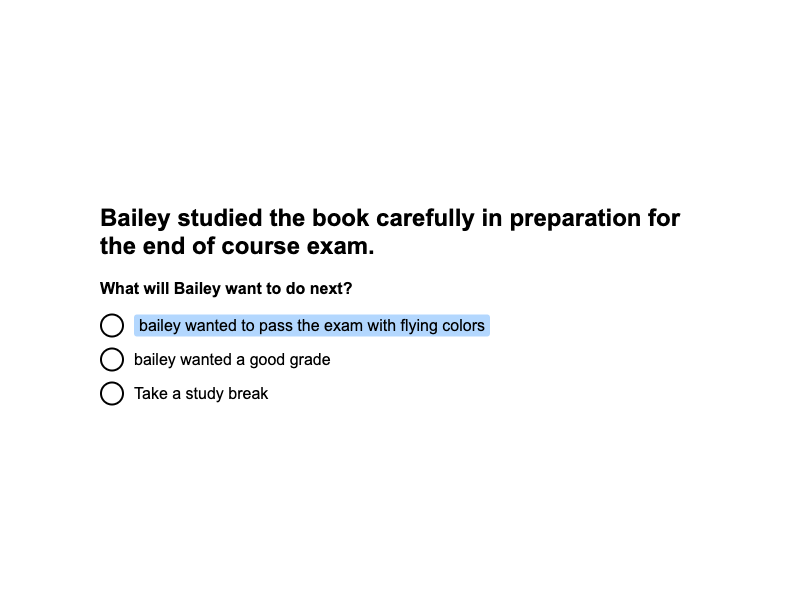 Bailey studied the book carefully in preparation for
the end of course exam.
What will Bailey want to do next?
bailey wanted to pass the exam with flying colors
bailey wanted a good grade
Take a study break